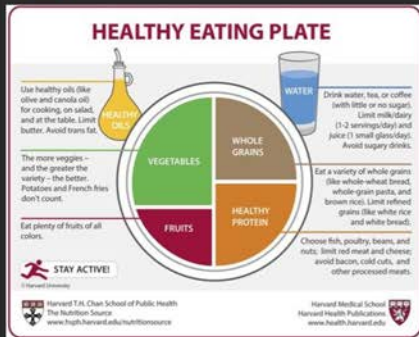 HEALTHY EATING PLATE
Use healthy oils (like
olive and canola oil)
for cooking, on salad,
and at the table. Limit
butter. Avoid trans fat.
HEALTHY
OILS
WATER
Drink water, tea, or coffee
(with little or no sugar).
Limit milk/dairy
(1-2 servings/day) and
juice (1 small glass/day).
Avoid sugary drinks.
The more veggies –
and the greater the
variety – the better.
Potatoes and French fries
don't count.
VEGETABLES
WHOLE
GRAINS
Eat a variety of whole grains
(like whole-wheat bread,
whole-grain pasta, and
brown rice). Limit refined
grains (like white rice
and white bread).
Eat plenty of fruits of all
colors.
FRUITS
HEALTHY
PROTEIN
Choose fish, poultry, beans, and
nuts; limit red meat and cheese;
avoid bacon, cold cuts, and
other processed meats.
STAY ACTIVE!
© Harvard University
Harvard T.H. Chan School of Public Health
The Nutrition Source
www.hsph.harvard.edu/nutritionsource
Harvard Medical School
Harvard Health Publications
www.health.harvard.edu